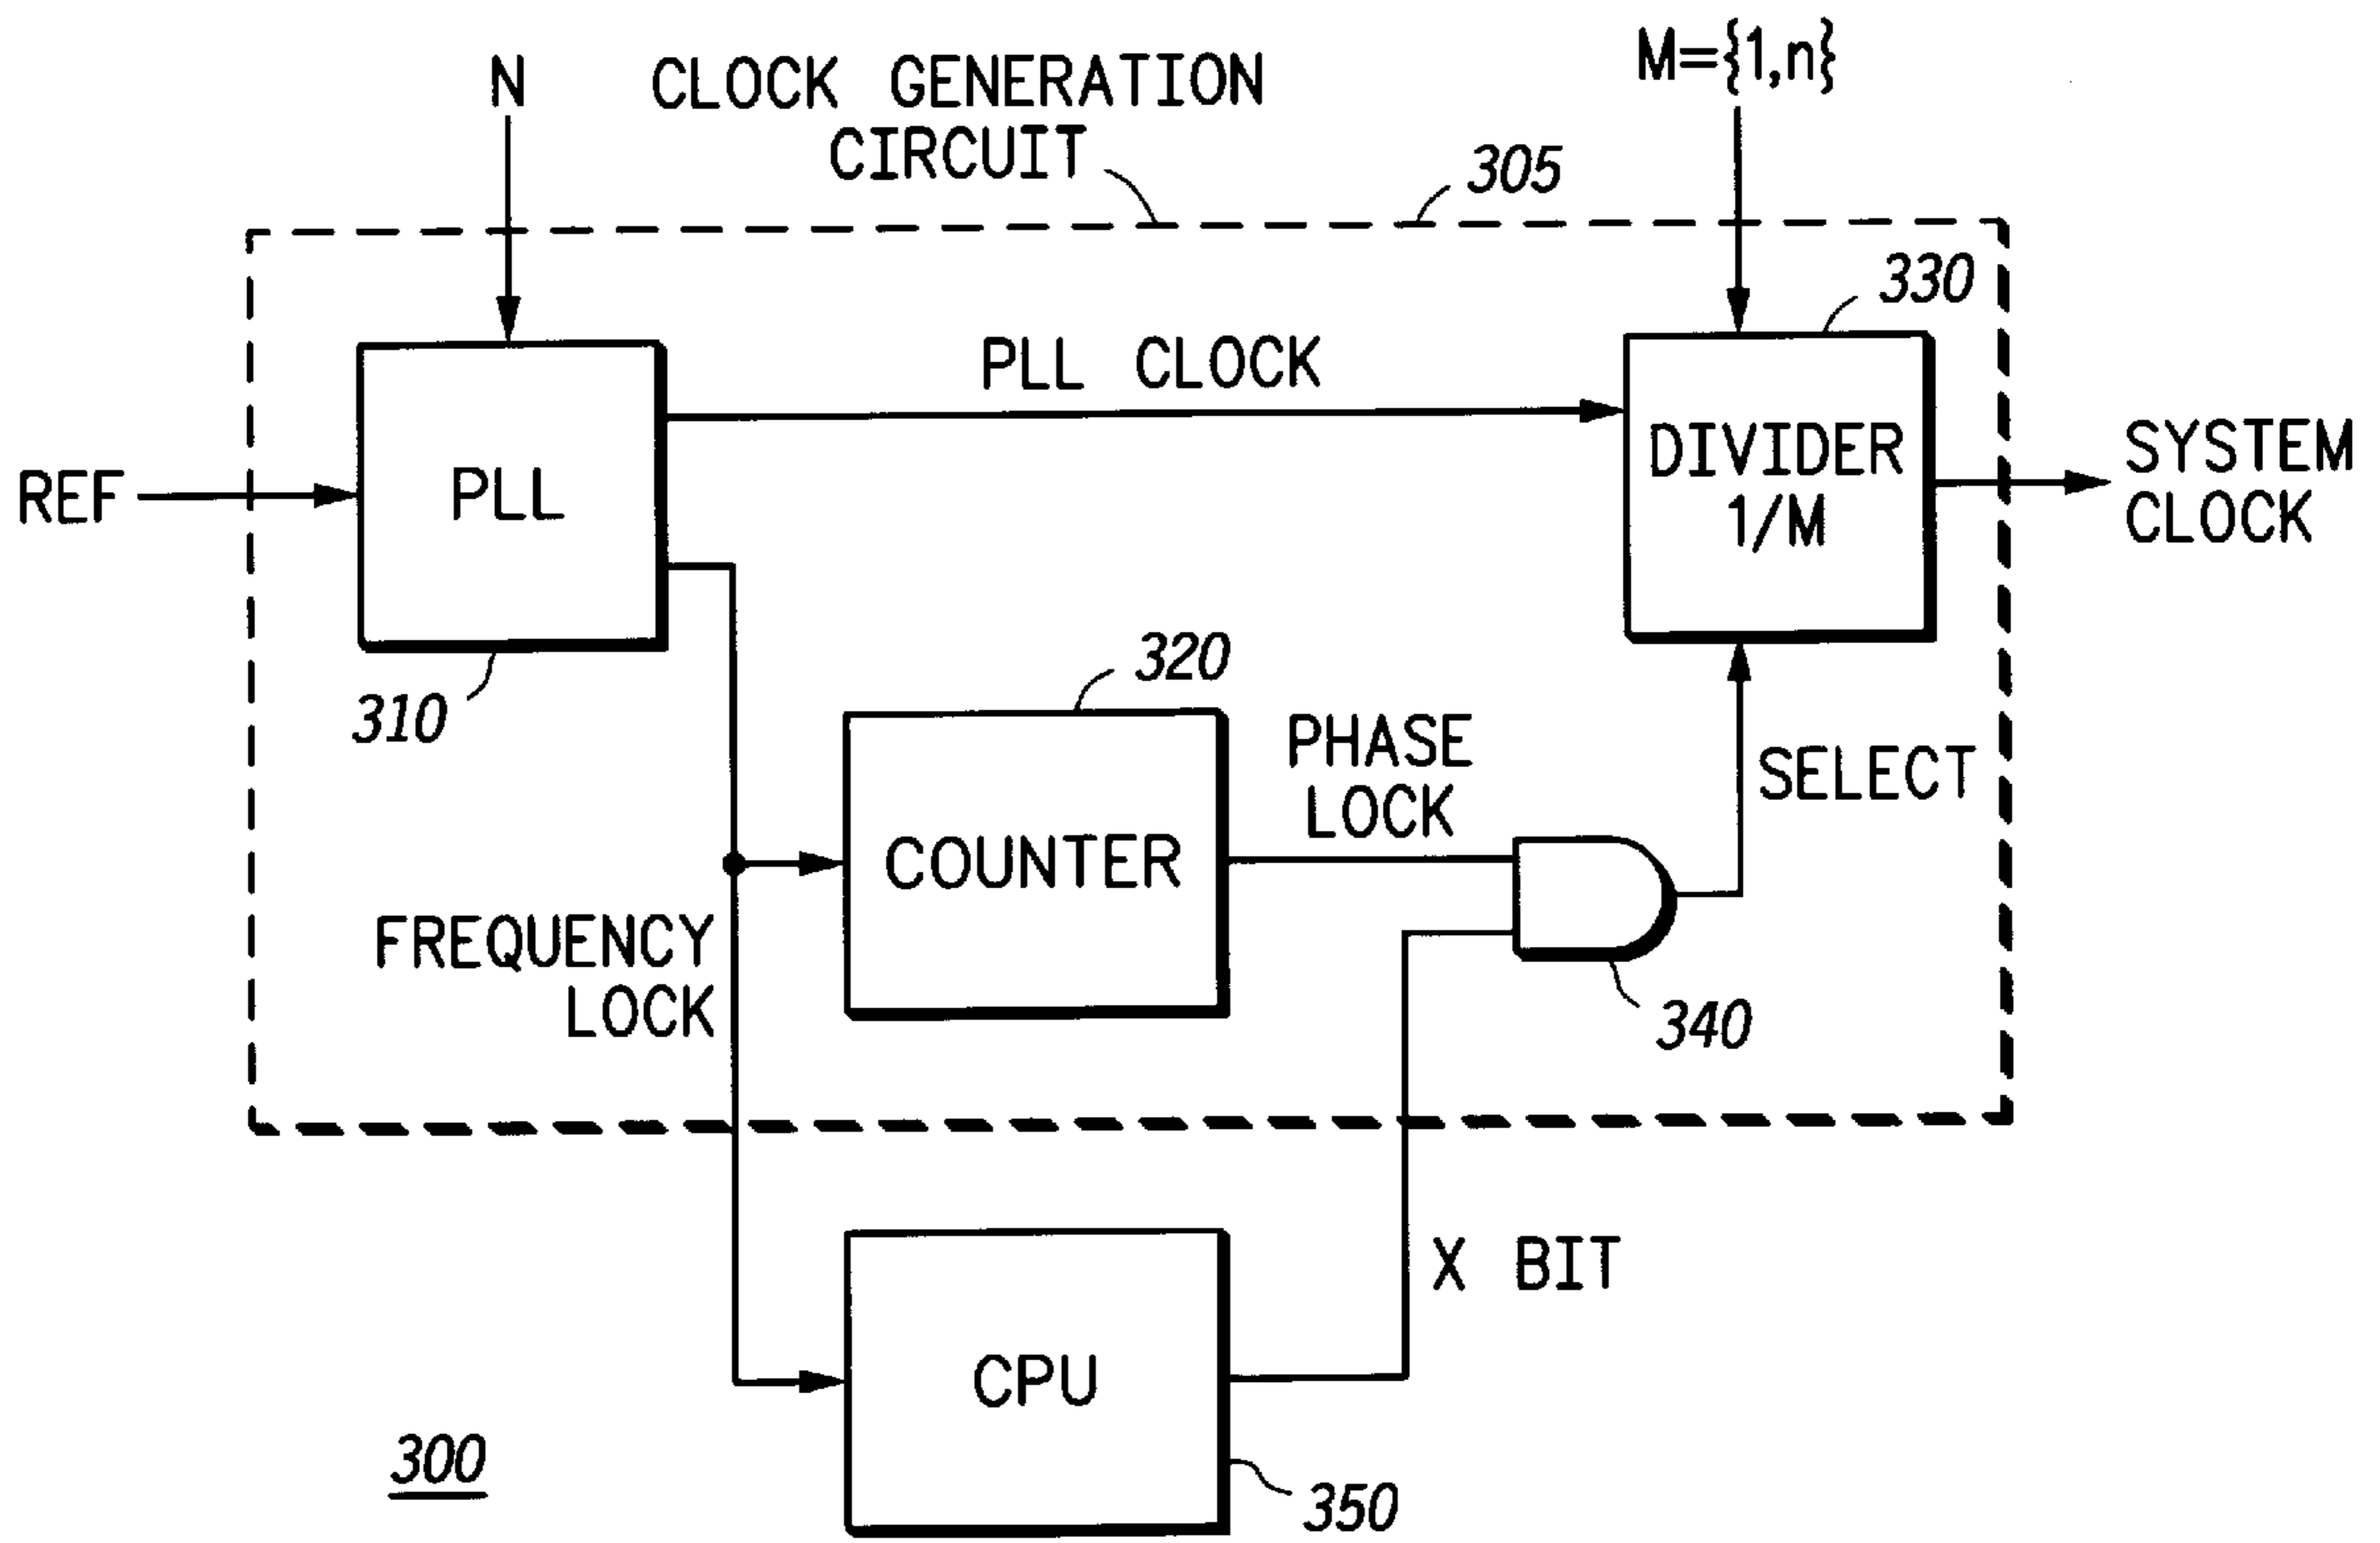 N
CLOCK GENERATION
CIRCUIT
M={1,n}
305
330
PLL CLOCK
REF
PLL
DIVIDER
1/M
SYSTEM
CLOCK
310
320
PHASE
LOCK
SELECT
COUNTER
FREQUENCY
LOCK
340
X BIT
CPU
300
350